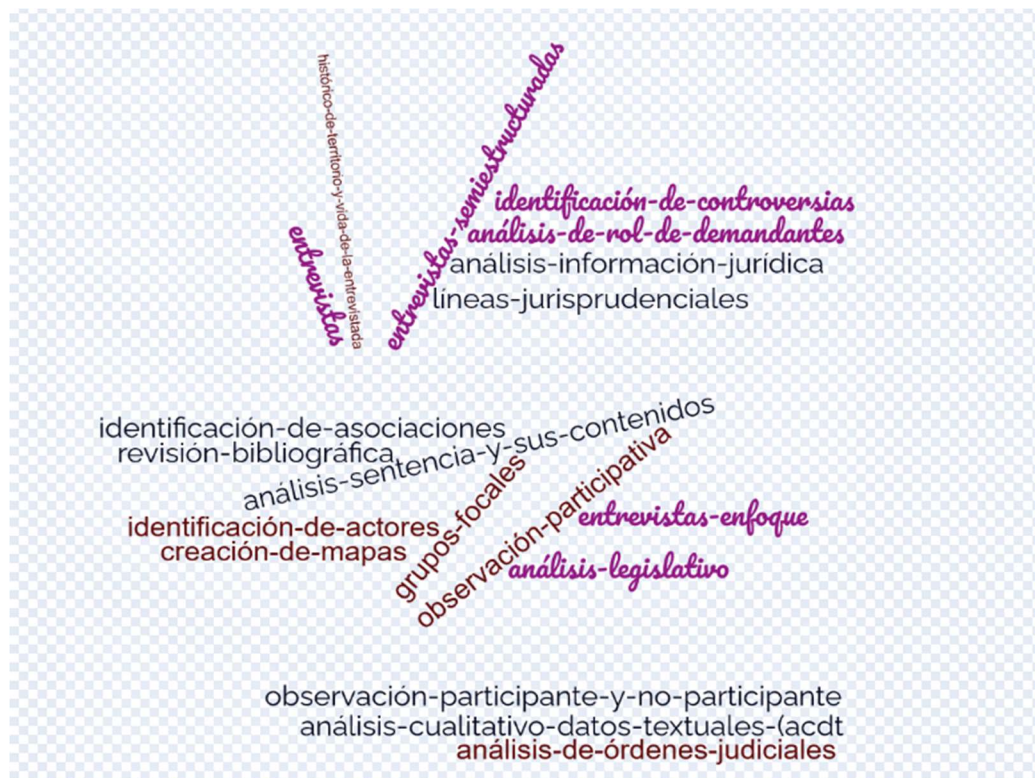 histórico-de-territorio-y-vida-de-la-entrevistada
entrevistas
entrevistas-semiestructuradas
identificación-de-controversias
análisis-de-rol-de-demandantes
análisis-información-jurídica
líneas-jurisprudenciales
identificación-de-asociaciones
revisión-bibliográfica
análisis-sentencia-y-sus-contenidos
identificación-de-actores
creación-de-mapas
grupos-focales
observación-participativa
entrevistas-enfoque
análisis-legislativo
observación-participante-y-no-participante
análisis-cualitativo-datos-textuales-(acdt
análisis-de-órdenes-judiciales